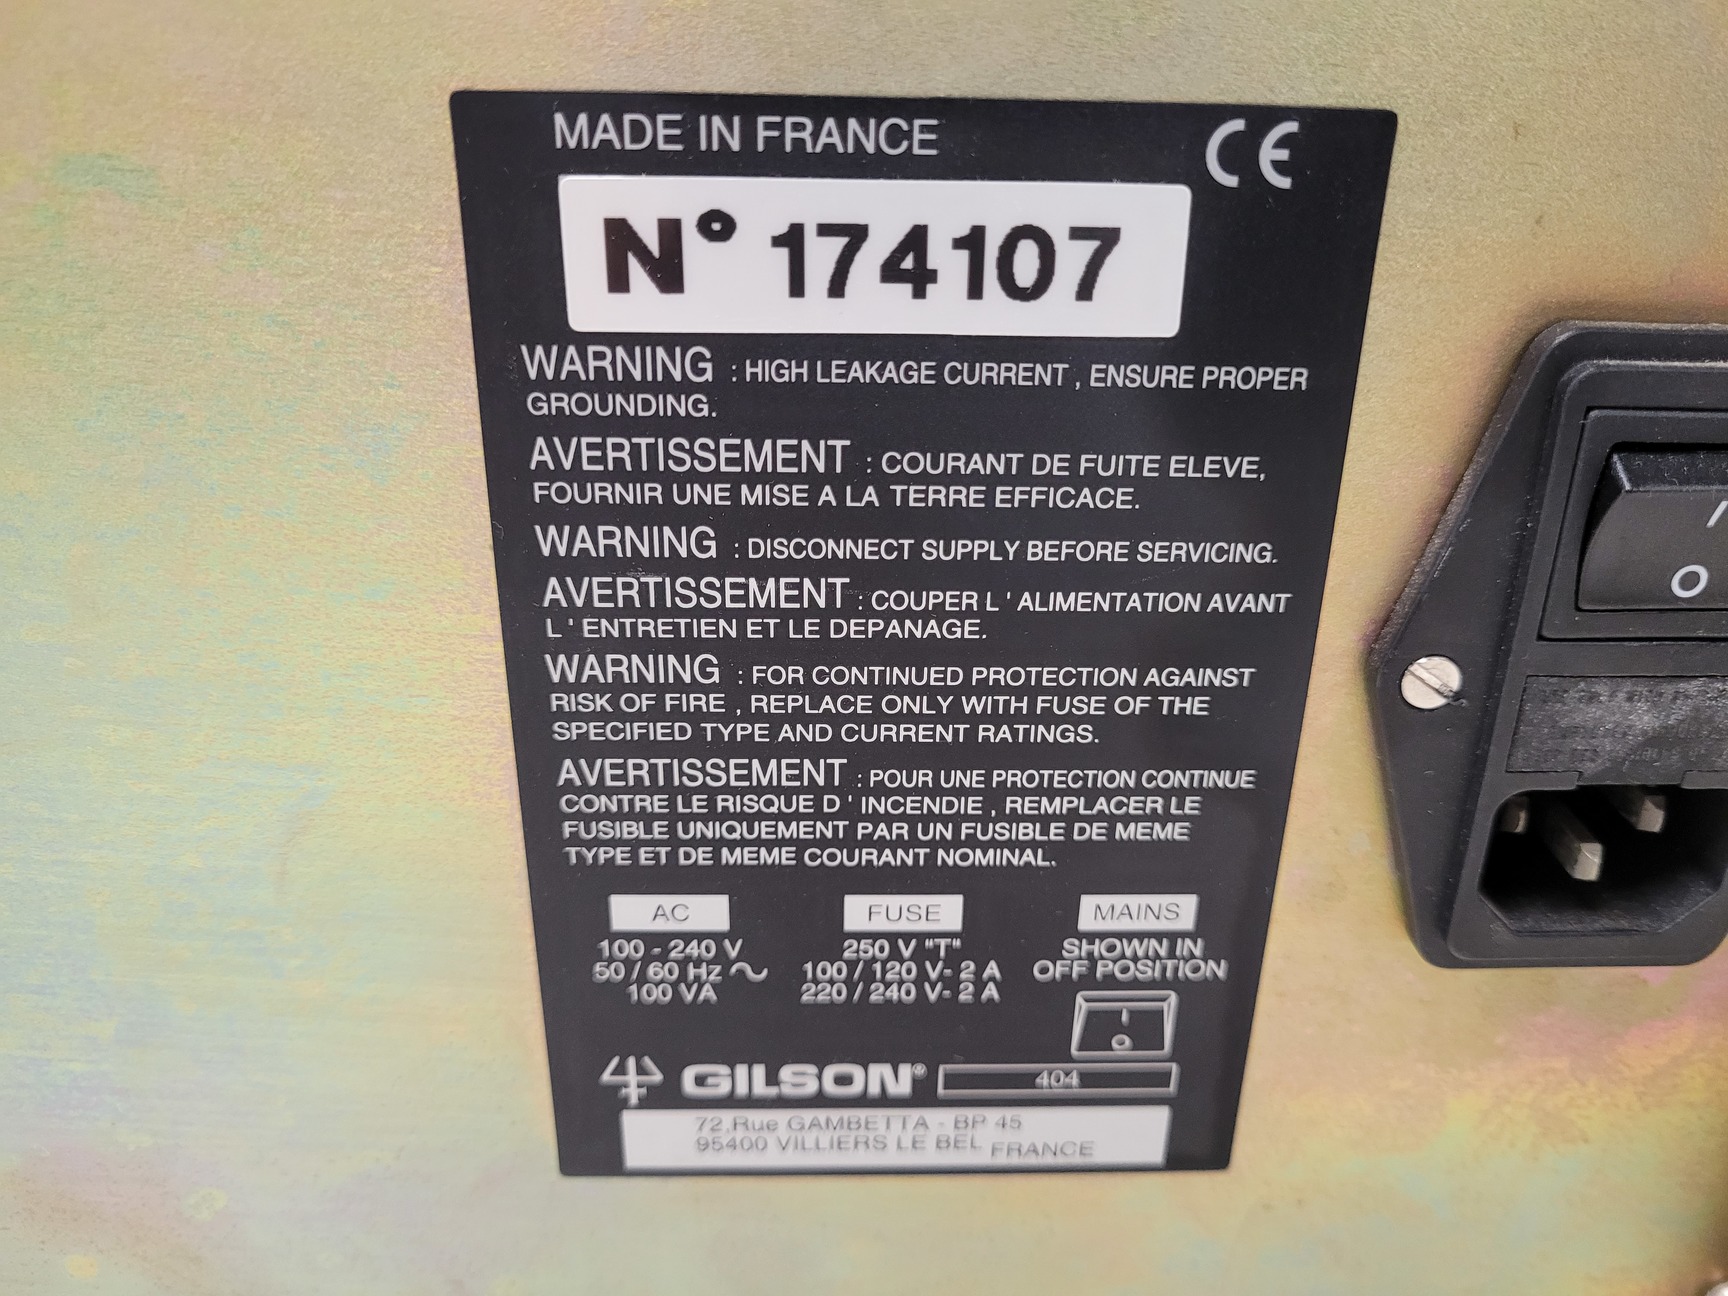 MADE IN FRANCE
CE
N° 174107
WARNING : HIGH LEAKAGE CURRENT , ENSURE PROPER
GROUNDING.
AVERTISSEMENT : COURANT DE FUITE ELEVE,
FOURNIR UNE MISE A LA TERRE EFFICACE.
WARNING : DISCONNECT SUPPLY BEFORE SERVICING.
AVERTISSEMENT : COUPER L ' ALIMENTATION AVANT
L ' ENTRETIEN ET LE DEPANAGE.
WARNING : FOR CONTINUED PROTECTION AGAINST
RISK OF FIRE , REPLACE ONLY WITH FUSE OF THE
SPECIFIED TYPE AND CURRENT RATINGS.
AVERTISSEMENT : POUR UNE PROTECTION CONTINUE
CONTRE LE RISQUE D ' INCENDIE , REMPLACER LE
FUSIBLE UNIQUEMENT PAR UN FUSIBLE DE MEME
TYPE ET DE MEME COURANT NOMINAL.
AC
100 - 240 V
50 / 60 Hz ~
100 VA
FUSE
250 V "T"
100 / 120 V- 2 A
220 / 240 V- 2 A
MAINS
SHOWN IN
OFF POSITION
I
O
GILSON® 404
72,Rue GAMBETTA - BP 45
95400 VILLIERS LE BEL FRANCE
I
O